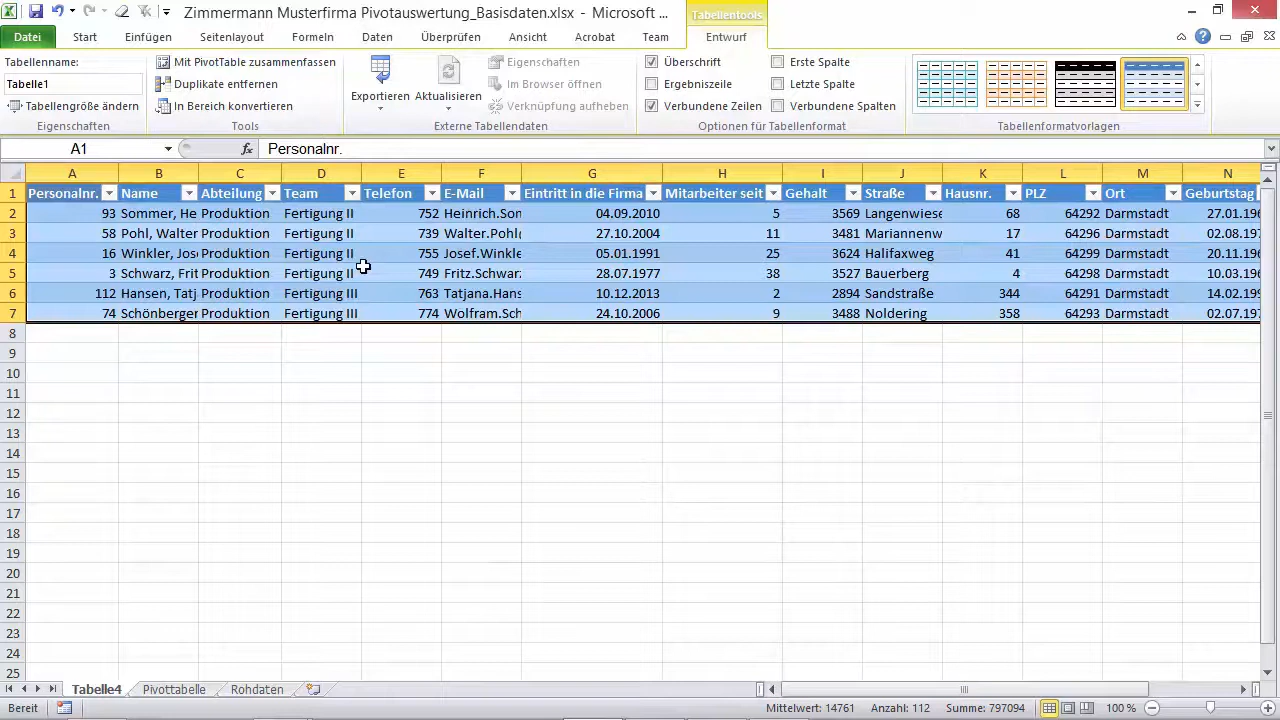 Zimmermann Musterfirma Pivotauswertung_Basisdaten.xlsx - Microsoft ...
Tabellentools
Datei Start Einfügen Seitenlayout Formeln Daten Überprüfen Ansicht Acrobat Team Entwurf
Tabellenname: Mit PivotTable zusammenfassen Eigenschaften Überschrift Erste Spalte
Tabelle1 Duplikate entfernen Im Browser öffnen Ergebniszeile Letzte Spalte
Exportieren Aktualisieren
Tabellengröße ändern In Bereich konvertieren Verknüpfung aufheben Verbundene Zeilen Verbundene Spalten
Eigenschaften Tools Externe Tabellendaten Optionen für Tabellenformat Tabellenformatvorlagen
A1 fx Personalnr.
A B C D E F G H I J K L M N
1 Personalnr. Name Abteilung Team Telefon E-Mail Eintritt in die Firma Mitarbeiter seit Gehalt Straße Hausnr. PLZ Ort Geburtstag
2 93 Sommer, He Produktion Fertigung II 752 Heinrich.Son 04.09.2010 5 3569 Langenwiese 68 64292 Darmstadt 27.01.196
3 58 Pohl, Walter Produktion Fertigung II 739 Walter.Pohl 27.10.2004 11 3481 Mariannenw 17 64296 Darmstadt 02.08.197
4 16 Winkler, Jos Produktion Fertigung II 755 Josef.Winkle 05.01.1991 25 3624 Halifaxweg 41 64299 Darmstadt 20.11.196
5 3 Schwarz, Frit Produktion Fertigung II 749 Fritz.Schwarz 28.07.1977 38 3527 Bauerberg 4 64298 Darmstadt 10.03.196
6 112 Hansen, Tatj Produktion Fertigung III 763 Tatjana.Hans 10.12.2013 2 2894 Sandstraße 344 64291 Darmstadt 14.02.199
7 74 Schönberger Produktion Fertigung III 774 Wolfram.Sch 24.10.2006 9 3488 Noldering 358 64293 Darmstadt 02.07.197
8
9
10
11
12
13
14
15
16
17
18
19
20
21
22
23
24
25
Tabelle4 Pivottabelle Rohdaten
Bereit Mittelwert: 14761 Anzahl: 112 Summe: 797094 100 %